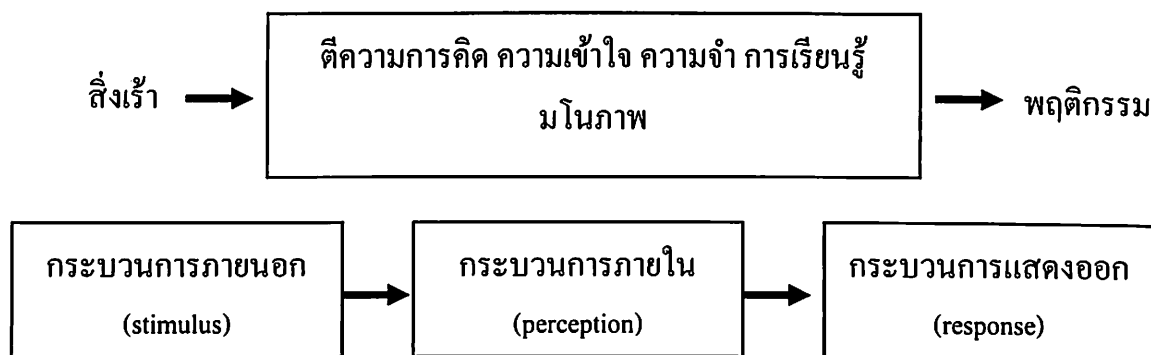 สิ่งเร้า
ตีความการคิด ความเข้าใจ ความจำ การเรียนรู้
มโนภาพ
พฤติกรรม
กระบวนการภายนอก
(stimulus)
กระบวนการภายใน
(perception)
กระบวนการแสดงออก
(response)